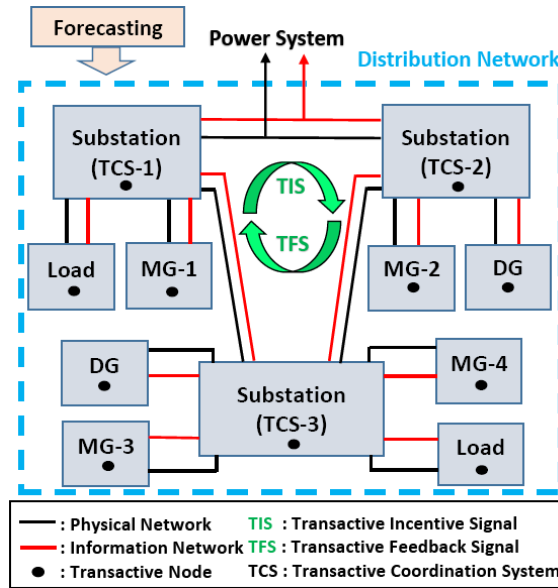 Forecasting
Power System
Distribution Network
Substation
(TCS-1)
Substation
(TCS-2)
TIS
TFS
Load
MG-1
MG-2
DG
DG
Substation
(TCS-3)
MG-4
MG-3
Load
: Physical Network TIS : Transactive Incentive Signal
: Information Network TFS : Transactive Feedback Signal
: Transactive Node TCS : Transactive Coordination System